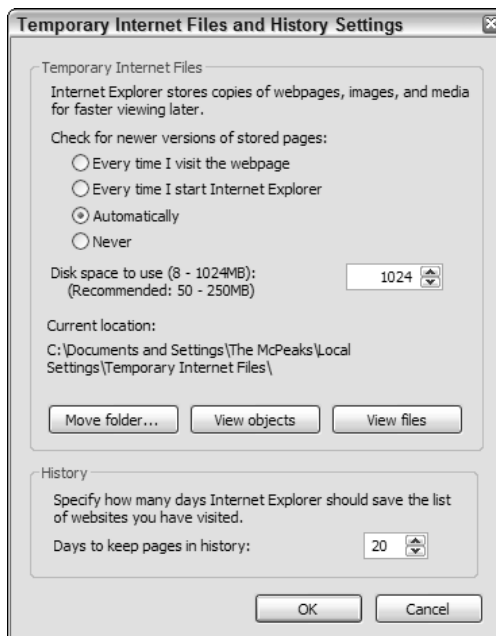 Temporary Internet Files and History Settings
Temporary Internet Files
Internet Explorer stores copies of webpages, images, and media
for faster viewing later.
Check for newer versions of stored pages:
Every time I visit the webpage
Every time I start Internet Explorer
Automatically
Never
Disk space to use (8 - 1024MB): 1024
(Recommended: 50 - 250MB)
Current location:
C:\Documents and Settings\The McPeaks\Local
Settings\Temporary Internet Files\
Move folder... View objects View files
History
Specify how many days Internet Explorer should save the list
of websites you have visited.
Days to keep pages in history: 20
OK Cancel